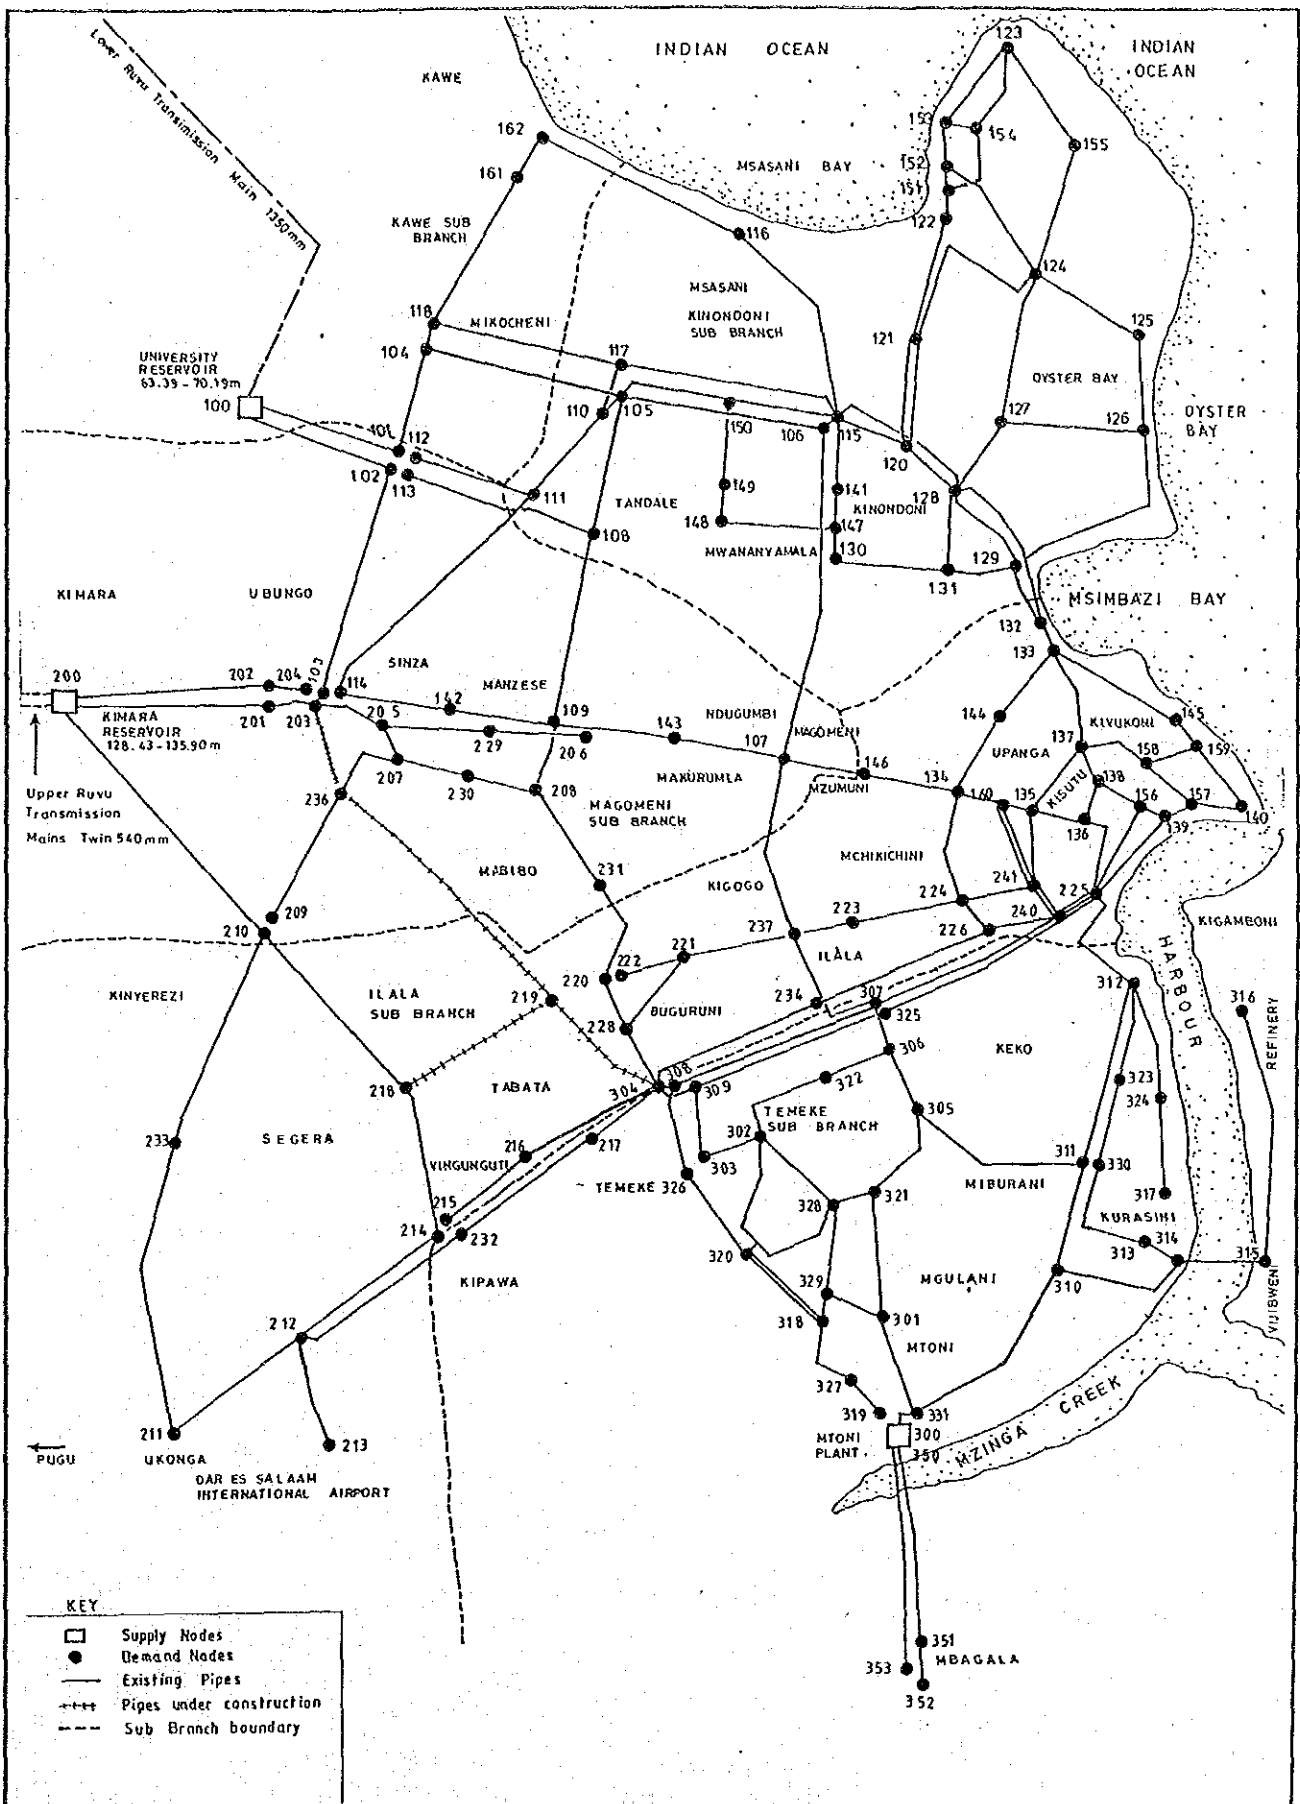 INDIAN OCEAN
INDIAN
OCEAN
123
KAWE
Lower Ruvu Transimission Main 1350mm
162
153
154
155
MSASANI BAY
152
161
151
122
KAWE SUB
BRANCH
116
124
MSASANI
KINONDONI
SUB BRANCH
118
MIKOCHENI
125
104
117
121
UNIVERSITY
RESERVOIR
63.39 - 70.19m
OYSTER BAY
100
105
110
150
106
115
127
126
OYSTER
BAY
101
112
120
102
113
111
149
141
128
TANDALE
KINONDONI
148
147
108
MWANANYAMALA
130
129
131
KIMARA
UBUNGO
MSIMBAZI BAY
132
133
200
202
204
103
114
SINZA
142
MANZESE
KIMARA
RESERVOIR
128.43-135.90m
201
203
205
109
143
NDUGUMBI
MAGOMENI
144
KIVUKONI
145
229
206
107
UPANGA
137
158
159
207
MAKURUMLA
146
MZUMUNI
134
160
135
KISUTU
138
156
157
140
Upper Ruvu
Transmission
Mains Twin 540mm
236
230
208
MAGOMENI
SUB BRANCH
136
139
MABIBO
231
KIGOGO
MCHIKICHINI
241
225
224
209
210
237
223
240
226
KIGAMBONI
220
222
221
ILALA
HARBOUR
KINYEREZI
ILALA
SUB BRANCH
219
228
BUGURUNI
234
307
325
312
316
REFINERY
306
KEKO
218
TABATA
304
308
309
322
323
324
TEMEKE
SUB BRANCH
305
233
SEGERA
302
216
217
303
311
330
VINGUNGUTI
TEMEKE
326
321
MIBURANI
317
328
215
KURASINI
214
232
314
313
315
320
KIPAWA
MGULANI
310
329
VIJIBWENI
212
318
301
MTONI
327
211
213
319
331
PUGU
UKONGA
MTONI
PLANT
300
350
MZINGA CREEK
DAR ES SALAAM
INTERNATIONAL AIRPORT
KEY
Supply Nodes
Demand Nodes
Existing Pipes
Pipes under construction
Sub Branch boundary
351
MBAGALA
353
352